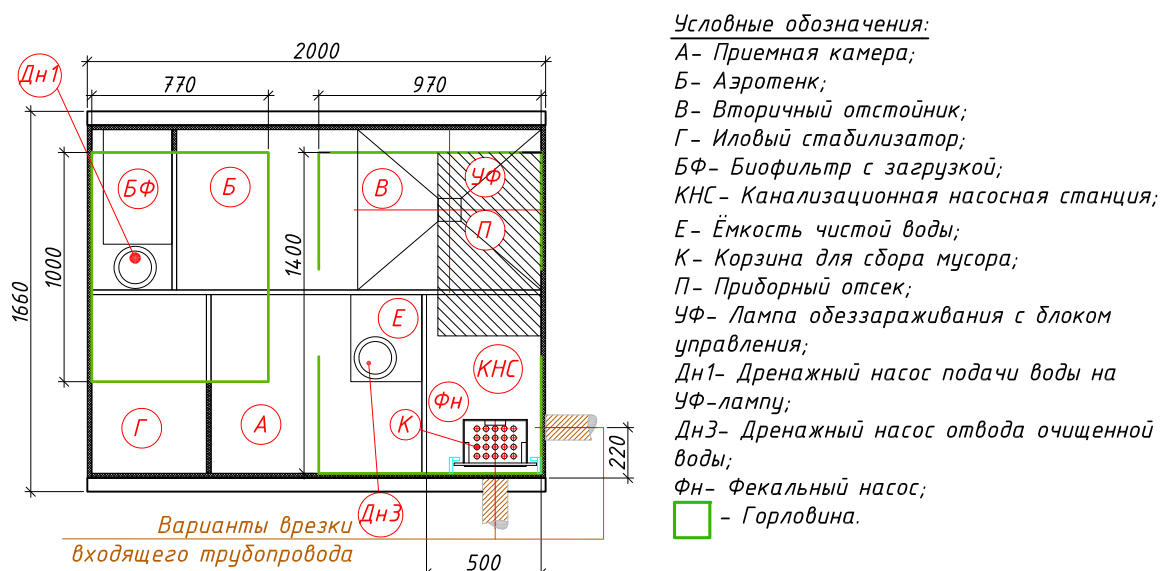 Условные обозначения:
А- Приемная камера;
Б- Аэротенк;
В- Вторичный отстойник;
Г- Иловый стабилизатор;
БФ- Биофильтр с загрузкой;
КНС- Канализационная насосная станция;
Е- Ёмкость чистой воды;
К- Корзина для сбора мусора;
П- Приборный отсек;
УФ- Лампа обеззараживания с блоком
управления;
Дн1- Дренажный насос подачи воды на
УФ-лампу;
Дн3- Дренажный насос отвода очищенной
воды;
Фн- Фекальный насос;
- Горловина.
2000
Дн1
770
970
БФ
Б
В
УФ
П
1000
1400
1660
Е
КНС
Фн
Г
А
К
220
Дн3
Варианты врезки
входящего трубопровода
500